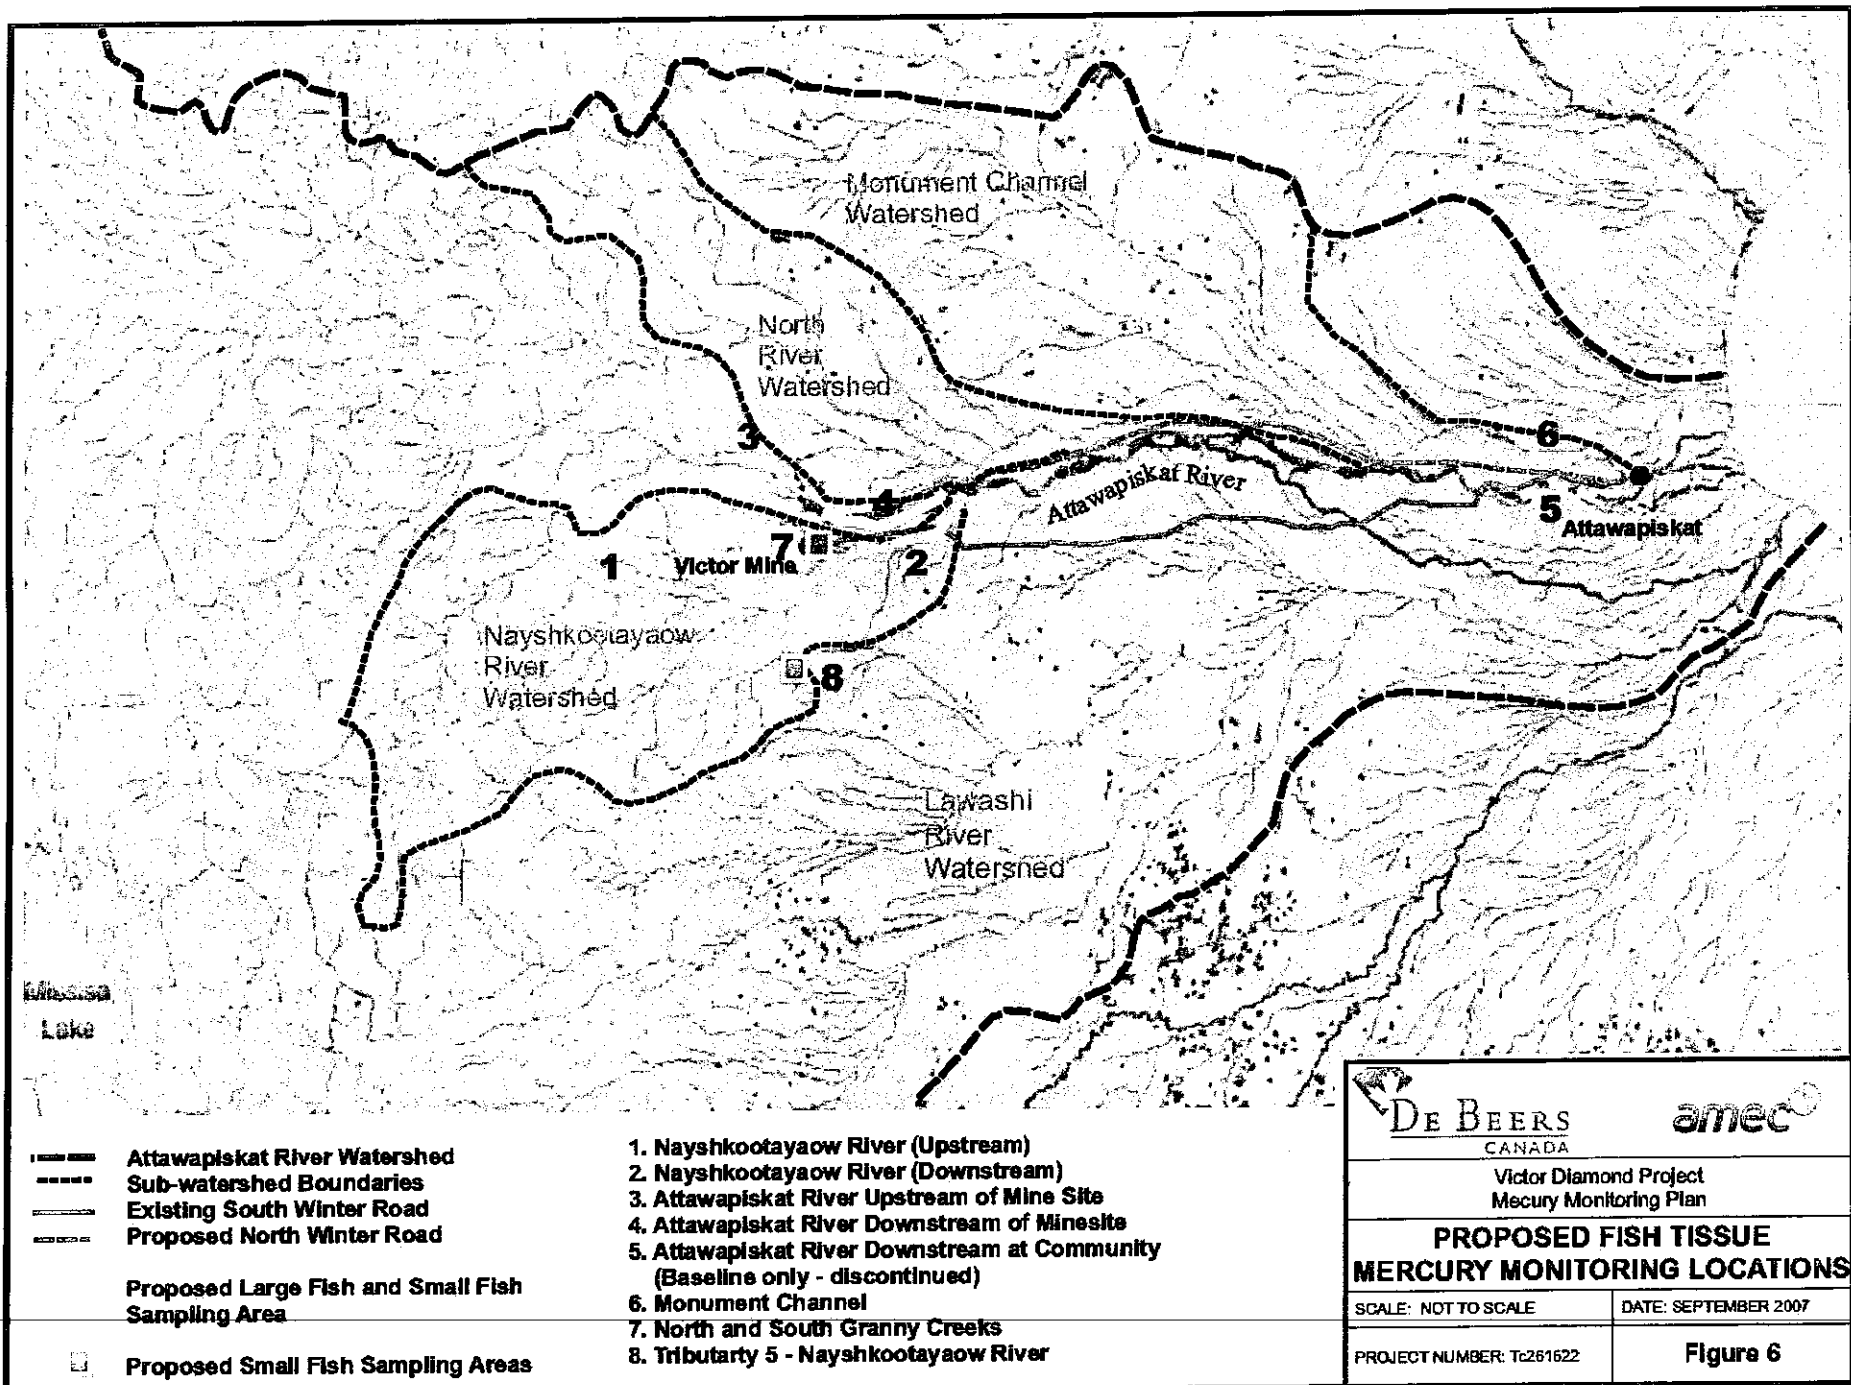 Monument Channel
Watershed
North
River
Watershed
3
6
4
Attawapiskat River
5
Attawapiskat
7
1
Victor Mine
2
Nayshkootayaow
River
Watershed
8
Lawashi
River
Watershed
Missisa
Lake
Attawapiskat River Watershed
Sub-watershed Boundaries
Existing South Winter Road
Proposed North Winter Road
Proposed Large Fish and Small Fish
Sampling Area
Proposed Small Fish Sampling Areas
1. Nayshkootayaow River (Upstream)
2. Nayshkootayaow River (Downstream)
3. Attawapiskat River Upstream of Mine Site
4. Attawapiskat River Downstream of Minesite
5. Attawapiskat River Downstream at Community
(Baseline only - discontinued)
6. Monument Channel
7. North and South Granny Creeks
8. Tributarty 5 - Nayshkootayaow River
DE BEERS
CANADA
amec
Victor Diamond Project
Mecury Monitoring Plan
PROPOSED FISH TISSUE
MERCURY MONITORING LOCATIONS
SCALE: NOT TO SCALE
DATE: SEPTEMBER 2007
PROJECT NUMBER: Tc261622
Figure 6